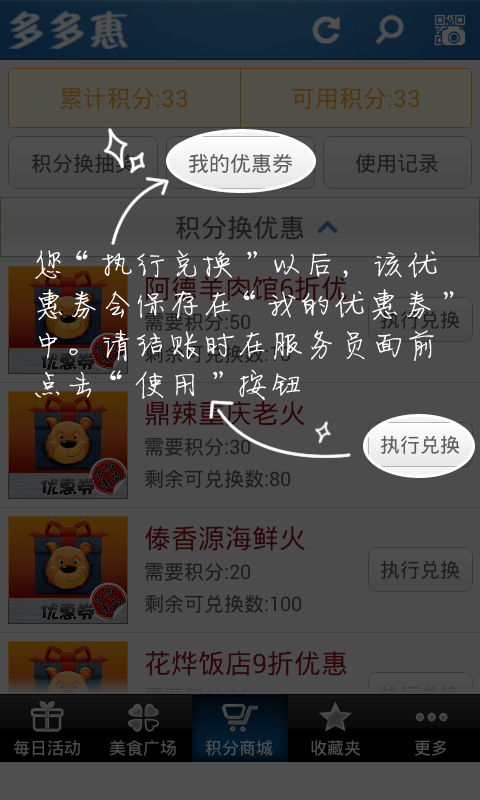 多多惠
累计积分:33
可用积分:33
积分换抽奖
我的优惠券
使用记录
积分换优惠
您“执行兑换”以后，该优
惠券会保存在“我的优惠券”
中。请结账时在服务员面前
点击“使用”按钮
阿德羊肉馆6折优
需要积分:50
执行兑换
剩余可兑换数:70
优惠券
鼎辣重庆老火
需要积分:30
剩余可兑换数:80
执行兑换
优惠券
傣香源海鲜火
需要积分:20
剩余可兑换数:100
执行兑换
优惠券
花烨饭店9折优惠
执行兑换
每日活动
美食广场
积分商城
收藏夹
更多